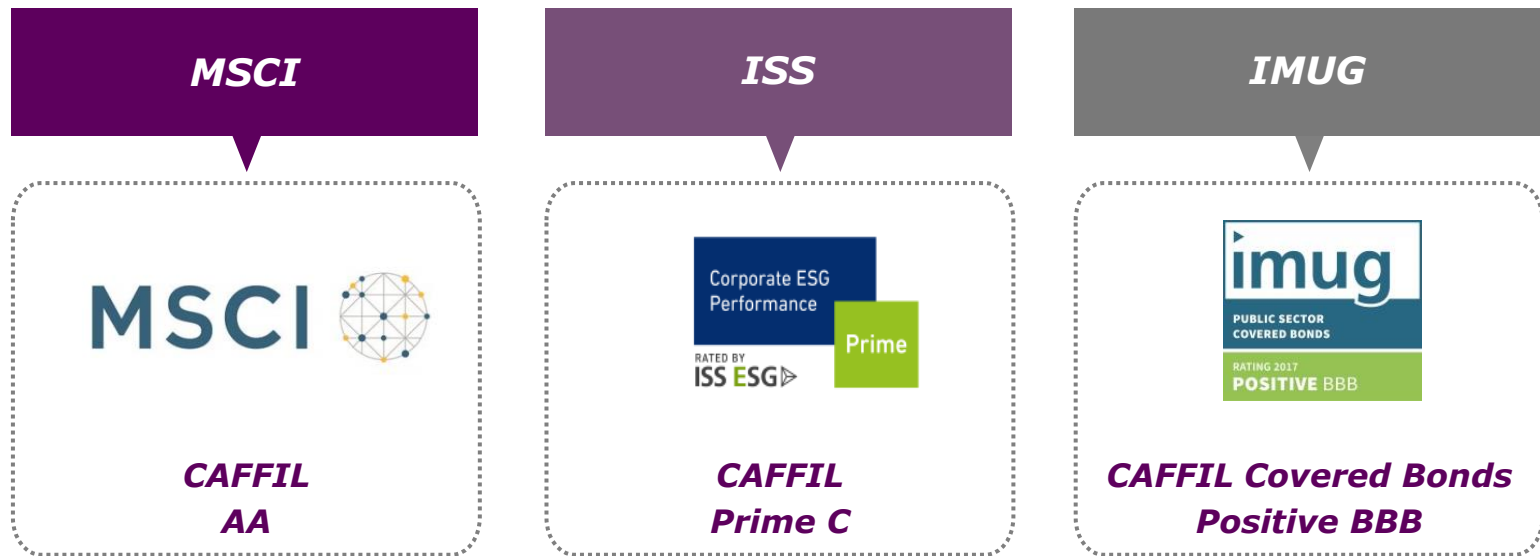 MSCI
ISS
IMUG
MSCI
Corporate ESG
Performance
Prime
RATED BY
ISS ESG
imug
PUBLIC SECTOR
COVERED BONDS
RATING 2017
POSITIVE BBB
CAFFIL
AA
CAFFIL
Prime C
CAFFIL Covered Bonds
Positive BBB